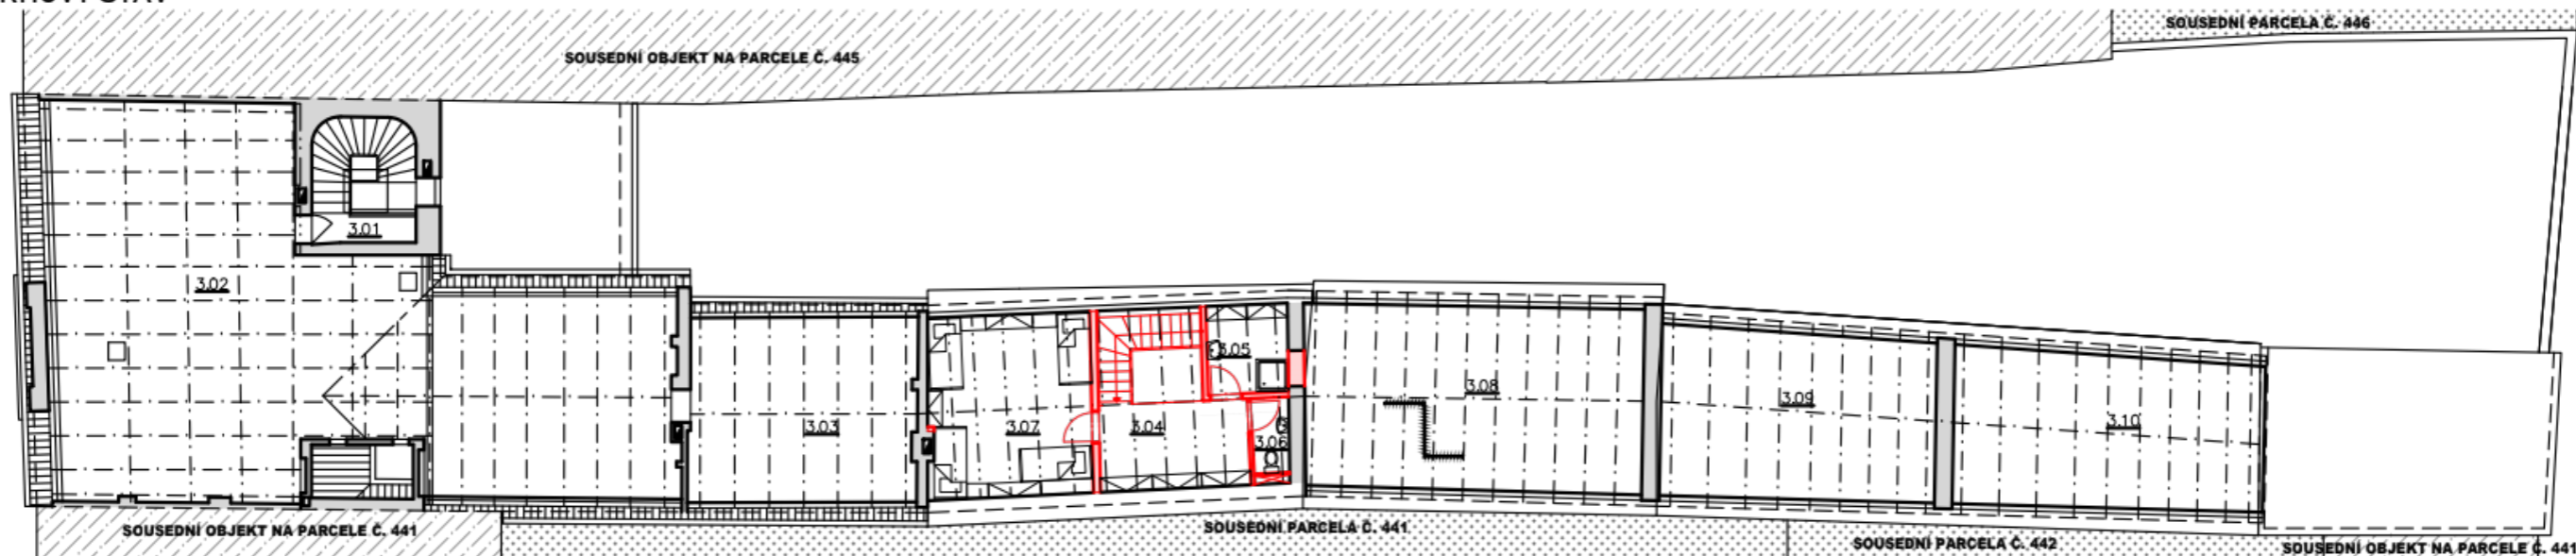 SOUSEDNÍ PARCELA Č. 446
SOUSEDNÍ OBJEKT NA PARCELE Č. 445
3.01
3.02
3.05
3.08
3.09
3.10
3.03
3.07
3.04
3.06
SOUSEDNÍ OBJEKT NA PARCELE Č. 441
SOUSEDNÍ PARCELA Č. 441
SOUSEDNÍ PARCELA Č. 442
SOUSEDNÍ OBJEKT NA PARCELE Č.